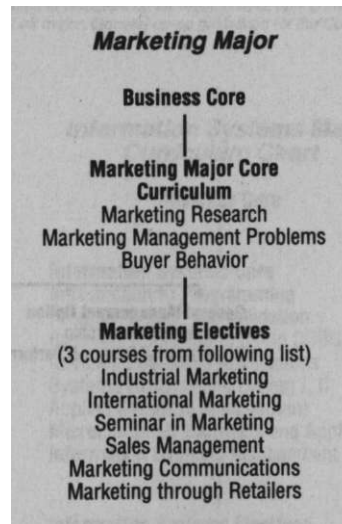 Marketing Major
Business Core
Marketing Major Core
Curriculum
Marketing Research
Marketing Management Problems
Buyer Behavior
Marketing Electives
(3 courses from following list)
Industrial Marketing
International Marketing
Seminar in Marketing
Sales Management
Marketing Communications
Marketing through Retailers